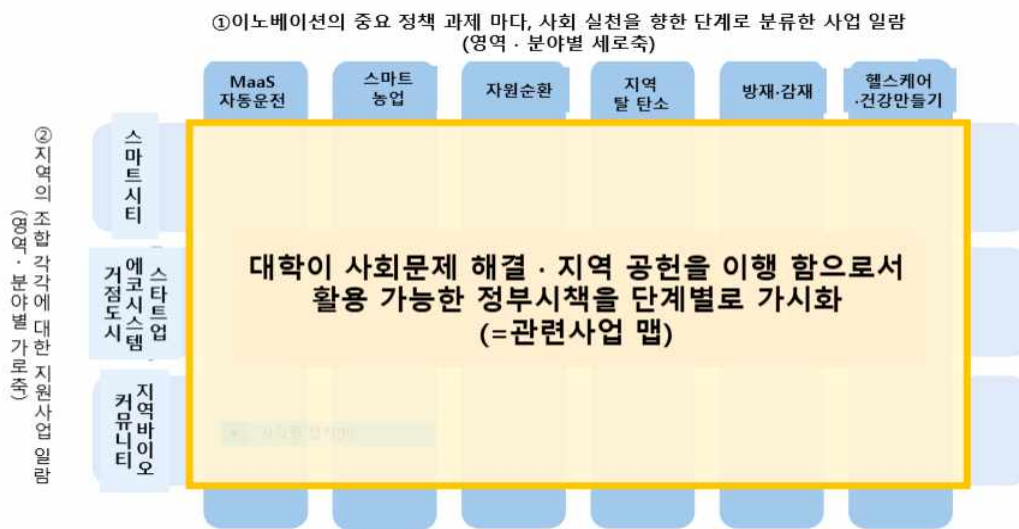 ①이노베이션의 중요 정책 과제 마다, 사회 실천을 향한 단계로 분류한 사업 일람
(영역 · 분야별 세로축)
MaaS
자동운전
스마트
농업
자원순환
지역
탈 탄소
방재·감재
헬스케어
·건강만들기
②지역의 조합 각각에 대한 지원사업 일람
(영역 · 분야별 가로축)
스마트시티
스타트업
에코시스템
거점도시
지역바이오
커뮤니티
대학이 사회문제 해결 · 지역 공헌을 이행 함으로서
활용 가능한 정부시책을 단계별로 가시화
(=관련사업 맵)